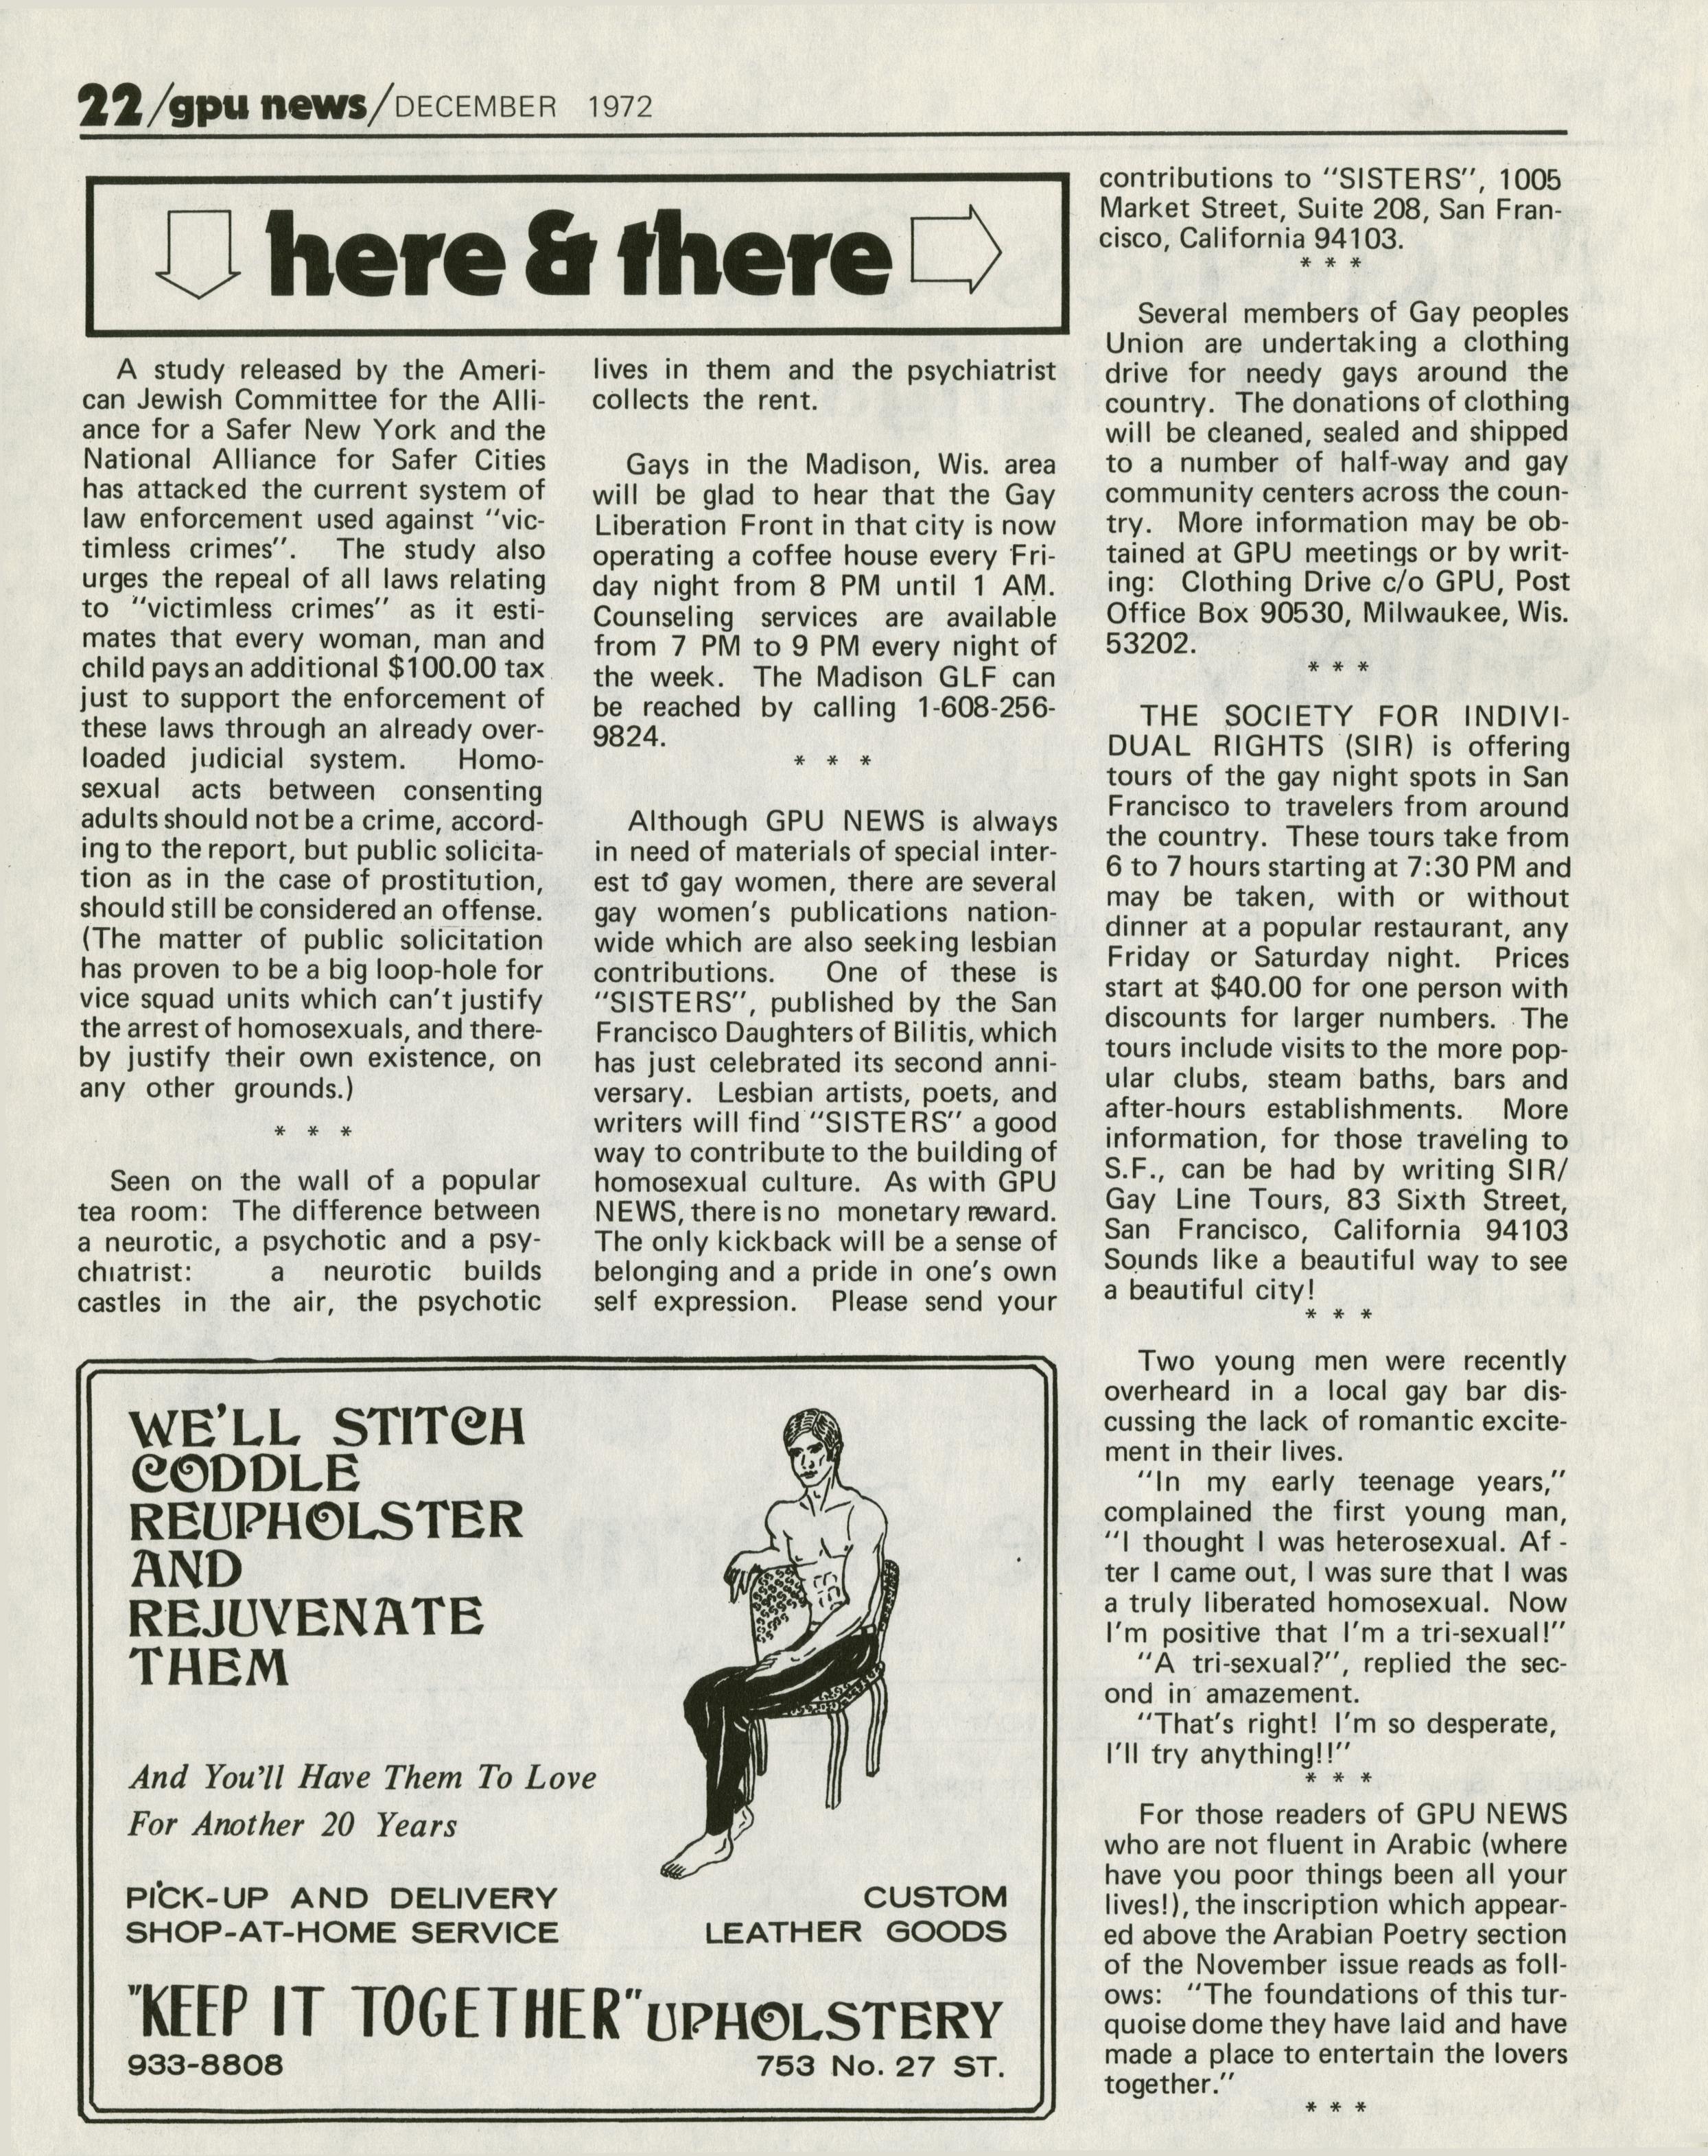 22/gpu news/DECEMBER 1972
here & there
A study released by the Ameri-
can Jewish Committee for the Alli-
ance for a Safer New York and the
National Alliance for Safer Cities
has attacked the current system of
law enforcement used against "vic-
timless crimes". The study also
urges the repeal of all laws relating
to "victimless crimes" as it esti-
mates that every woman, man and
child pays an additional $100.00 tax
just to support the enforcement of
these laws through an already over-
loaded judicial system. Homo-
sexual acts between consenting
adults should not be a crime, accord-
ing to the report, but public solicita-
tion as in the case of prostitution,
should still be considered an offense.
(The matter of public solicitation
has proven to be a big loop-hole for
vice squad units which can't justify
the arrest of homosexuals, and there-
by justify their own existence, on
any other grounds.)
* * *
Seen on the wall of a popular
tea room: The difference between
a neurotic, a psychotic and a psy-
chiatrist: a neurotic builds
castles in the air, the psychotic
lives in them and the psychiatrist
collects the rent.
Gays in the Madison, Wis. area
will be glad to hear that the Gay
Liberation Front in that city is now
operating a coffee house every Fri-
day night from 8 PM until 1 AM.
Counseling services are available
from 7 PM to 9 PM every night of
the week. The Madison GLF can
be reached by calling 1-608-256-
9824.
* * *
Although GPU NEWS is always
in need of materials of special inter-
est to gay women, there are several
gay women's publications nation-
wide which are also seeking lesbian
contributions. One of these is
"SISTERS", published by the San
Francisco Daughters of Bilitis, which
has just celebrated its second anni-
versary. Lesbian artists, poets, and
writers will find "SISTERS" a good
way to contribute to the building of
homosexual culture. As with GPU
NEWS, there is no monetary reward.
The only kickback will be a sense of
belonging and a pride in one's own
self expression. Please send your
contributions to "SISTERS", 1005
Market Street, Suite 208, San Fran-
cisco, California 94103.
* * *
Several members of Gay peoples
Union are undertaking a clothing
drive for needy gays around the
country. The donations of clothing
will be cleaned, sealed and shipped
to a number of half-way and gay
community centers across the coun-
try. More information may be ob-
tained at GPU meetings or by writ-
ing: Clothing Drive c/o GPU, Post
Office Box 90530, Milwaukee, Wis.
53202.
* * *
THE SOCIETY FOR INDIVI-
DUAL RIGHTS (SIR) is offering
tours of the gay night spots in San
Francisco to travelers from around
the country. These tours take from
6 to 7 hours starting at 7:30 PM and
may be taken, with or without
dinner at a popular restaurant, any
Friday or Saturday night. Prices
start at $40.00 for one person with
discounts for larger numbers. The
tours include visits to the more pop-
ular clubs, steam baths, bars and
after-hours establishments. More
information, for those traveling to
S.F., can be had by writing SIR/
Gay Line Tours, 83 Sixth Street,
San Francisco, California 94103
Sounds like a beautiful way to see
a beautiful city!
* * *
Two young men were recently
overheard in a local gay bar dis-
cussing the lack of romantic excite-
ment in their lives.
"In my early teenage years,"
complained the first young man,
"I thought I was heterosexual. Af-
ter I came out, I was sure that I was
a truly liberated homosexual. Now
I'm positive that I'm a tri-sexual!"
"A tri-sexual?", replied the sec-
ond in amazement.
"That's right! I'm so desperate,
I'll try anything!!"
* * *
For those readers of GPU NEWS
who are not fluent in Arabic (where
have you poor things been all your
lives!), the inscription which appear-
ed above the Arabian Poetry section
of the November issue reads as foll-
ows: "The foundations of this tur-
quoise dome they have laid and have
made a place to entertain the lovers
together."
* * *
WE'LL STITCH
CODDLE
REUPHOLSTER
AND
REJUVENATE
THEM
And You'll Have Them To Love
For Another 20 Years
PICK-UP AND DELIVERY
SHOP-AT-HOME SERVICE
CUSTOM
LEATHER GOODS
"KEEP IT TOGETHER" UPHOLSTERY
933-8808
753 No. 27 ST.